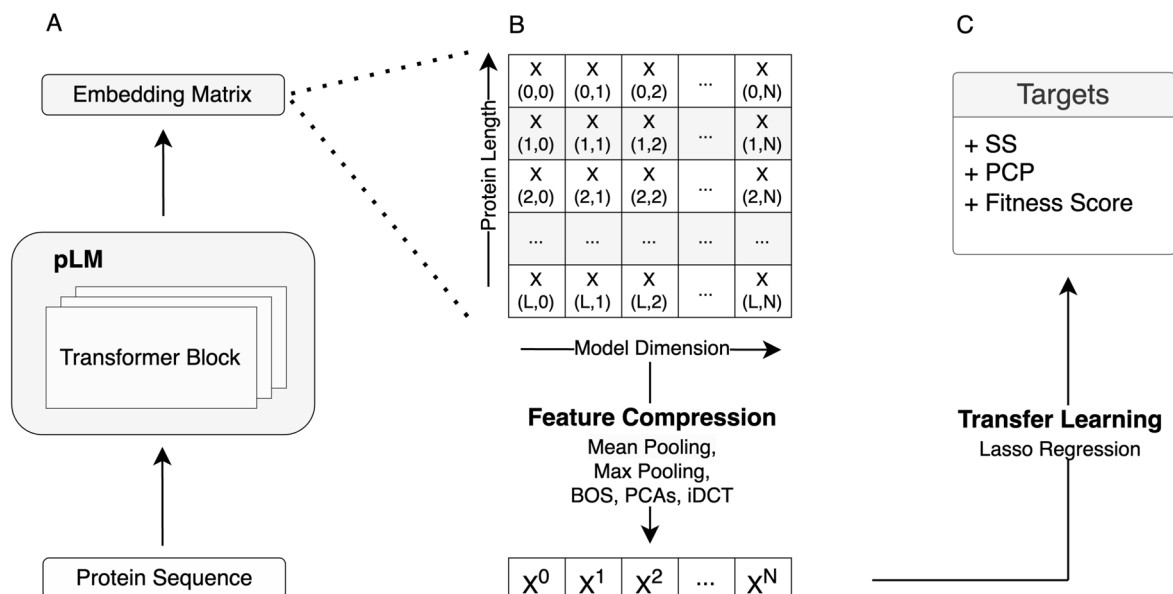 A
Embedding Matrix
pLM
Transformer Block
Protein Sequence
B
Protein Length
X X X ... X
(0,0) (0,1) (0,2) (0,N)
X X X ... X
(1,0) (1,1) (1,2) (1,N)
X X X ... X
(2,0) (2,1) (2,2) (2,N)
... ... ... ... ...
X X X ... X
(L,0) (L,1) (L,2) (L,N)
Model Dimension
Feature Compression
Mean Pooling,
Max Pooling,
BOS, PCAs, iDCT
X⁰ X¹ X² ... Xᴺ
C
Targets
+ SS
+ PCP
+ Fitness Score
Transfer Learning
Lasso Regression